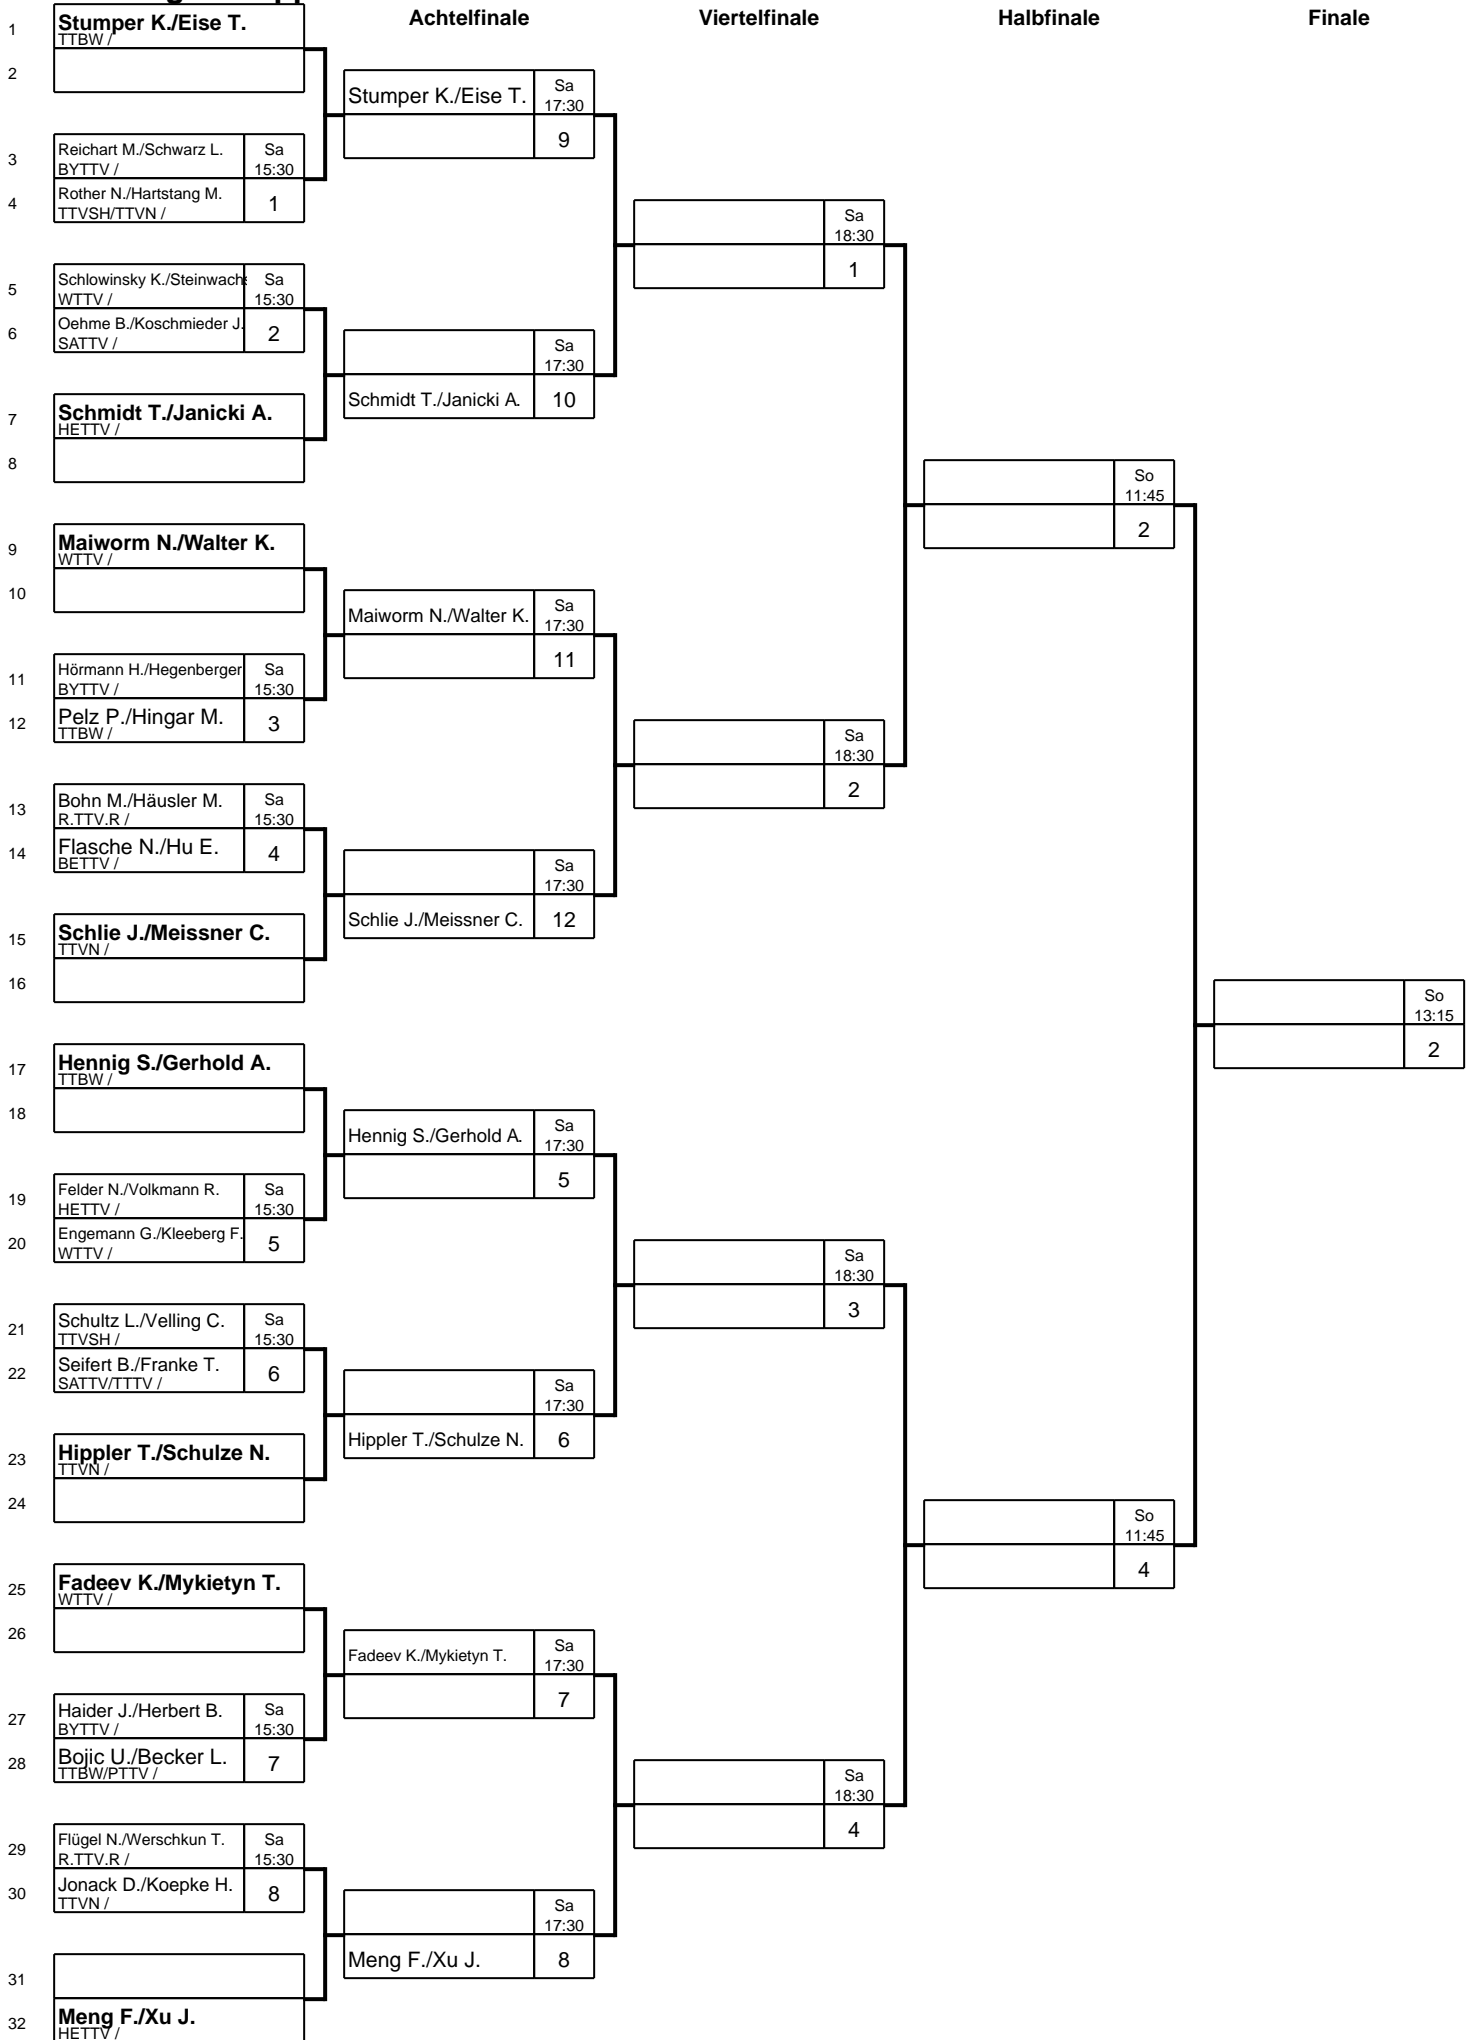 Achtelfinale
Viertelfinale
Halbfinale
Finale
1
Stumper K./Eise T.
TTBW /
2
3
Reichart M./Schwarz L.
BYTTV /
Sa
15:30
4
Rother N./Hartstang M.
TTVSH/TTVN /
1
5
Schlowinsky K./Steinwachs
WTTV /
Sa
15:30
6
Oehme B./Koschmieder J.
SATTV /
2
7
Schmidt T./Janicki A.
HETTV /
8
9
Maiworm N./Walter K.
WTTV /
10
11
Hörmann H./Hegenberger
BYTTV /
Sa
15:30
12
Pelz P./Hingar M.
TTBW /
3
13
Bohn M./Häusler M.
R.TTV.R /
Sa
15:30
14
Flasche N./Hu E.
BETTV /
4
15
Schlie J./Meissner C.
TTVN /
16
17
Hennig S./Gerhold A.
TTBW /
18
19
Felder N./Volkmann R.
HETTV /
Sa
15:30
20
Engemann G./Kleeberg F.
WTTV /
5
21
Schultz L./Velling C.
TTVSH /
Sa
15:30
22
Seifert B./Franke T.
SATTV/TTTV /
6
23
Hippler T./Schulze N.
TTVN /
24
25
Fadeev K./Mykietyn T.
WTTV /
26
27
Haider J./Herbert B.
BYTTV /
Sa
15:30
28
Bojic U./Becker L.
TTBW/PTTV /
7
29
Flügel N./Werschkun T.
R.TTV.R /
Sa
15:30
30
Jonack D./Koepke H.
TTVN /
8
31
32
Meng F./Xu J.
HETTV /
Stumper K./Eise T.
Sa
17:30
9
Sa
17:30
Schmidt T./Janicki A.
10
Maiworm N./Walter K.
Sa
17:30
11
Sa
17:30
Schlie J./Meissner C.
12
Hennig S./Gerhold A.
Sa
17:30
5
Sa
17:30
Hippler T./Schulze N.
6
Fadeev K./Mykietyn T.
Sa
17:30
7
Sa
17:30
Meng F./Xu J.
8
Sa
18:30
1
Sa
18:30
2
Sa
18:30
3
Sa
18:30
4
So
11:45
2
So
11:45
4
So
13:15
2